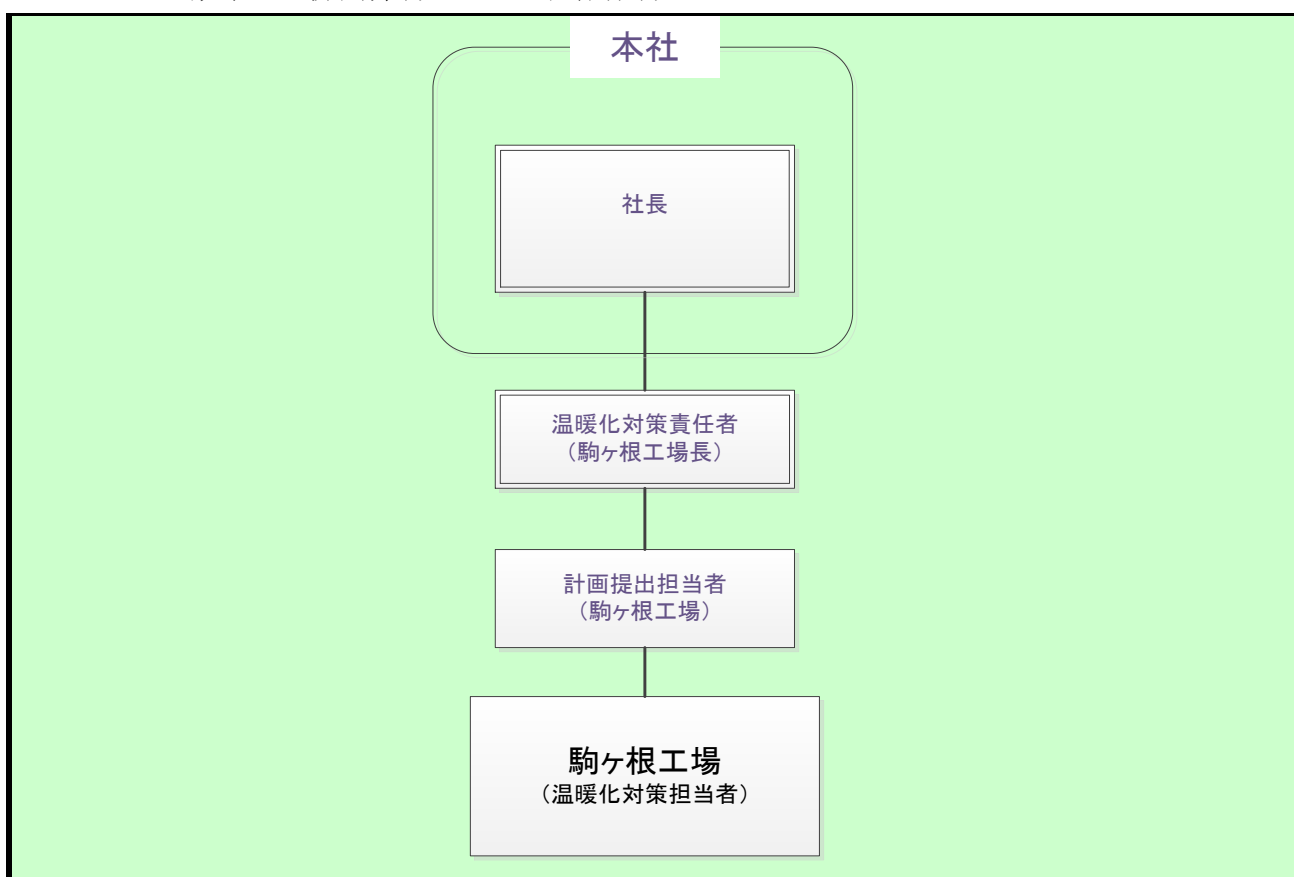 本社
社長
温暖化対策責任者
（駒ヶ根工場長）
計画提出担当者
（駒ヶ根工場）
駒ヶ根工場
（温暖化対策担当者）